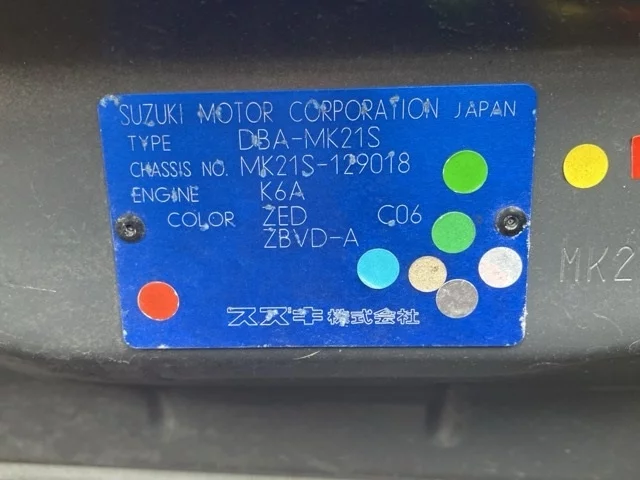 SUZUKI MOTOR CORPORATION JAPAN
TYPE DBA-MK21S
CHASSIS NO. MK21S-129018
ENGINE K6A
COLOR ZED C06
ZBVD-A
スズキ株式会社
MK2